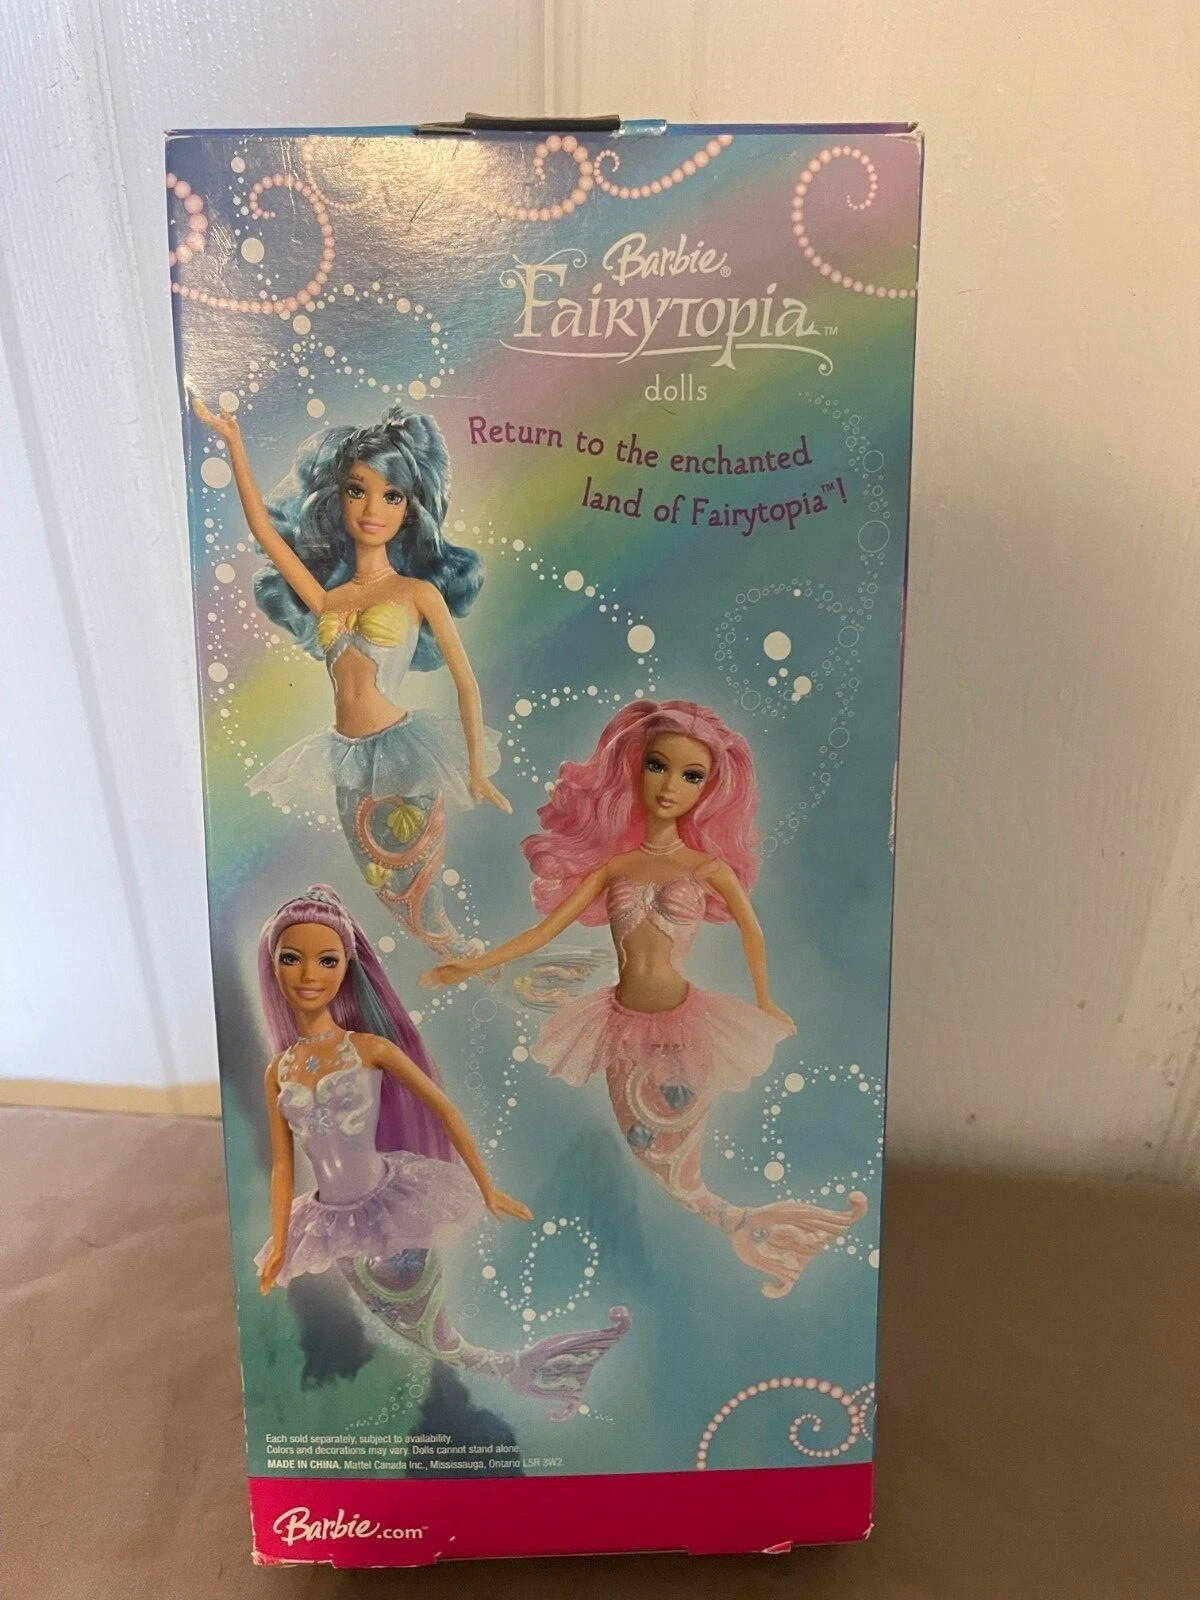 Barbie®
Fairytopia™
dolls
Return to the enchanted
land of Fairytopia™!
Each sold separately, subject to availability.
Colors and decorations may vary. Dolls cannot stand alone.
MADE IN CHINA. Mattel Canada Inc., Mississauga, Ontario L5R 3W2.
Barbie.com™